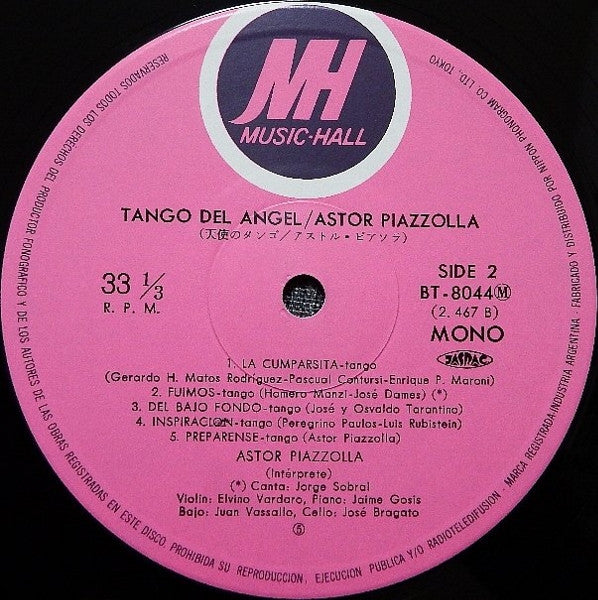 MH
MUSIC-HALL
TANGO DEL ANGEL/ASTOR PIAZZOLLA
(天使のタンゴ/アストル・ピアソラ)
33 1/3
R. P. M.
SIDE 2
BT-8044Ⓜ
(2. 467 B)
MONO
JASRAC
1. LA CUMPARSITA-tango
(Gerardo H. Matos Rodríguez-Pascual Contursi-Enrique P. Maroni)
2. FUIMOS-tango (Homero Manzi-José Dames) (*)
3. DEL BAJO FONDO-tango (José y Osvaldo Tarantino)
4. INSPIRACION-tango (Peregrino Paulos-Luis Rubistein)
5. PREPARENSE-tango (Astor Piazzolla)
ASTOR PIAZZOLLA
(Intérprete)
(*) Canta: Jorge Sobral
Violín: Elvino Vardaro, Piano: Jaime Gosis
Bajo: Juan Vassallo, Cello: José Bragato
⑤
RESERVADOS TODOS LOS DERECHOS DEL PRODUCTOR FONOGRAFICO Y DE LOS AUTORES DE LAS OBRAS REGISTRADAS EN ESTE DISCO. PROHIBIDA SU REPRODUCCION, EJECUCION PUBLICA Y/O RADIOTELEDIFUSION - MARCA REGISTRADA-INDUSTRIA ARGENTINA - FABRICADO Y DISTRIBUIDO POR NIPPON PHONOGRAM CO LTD, TOKYO